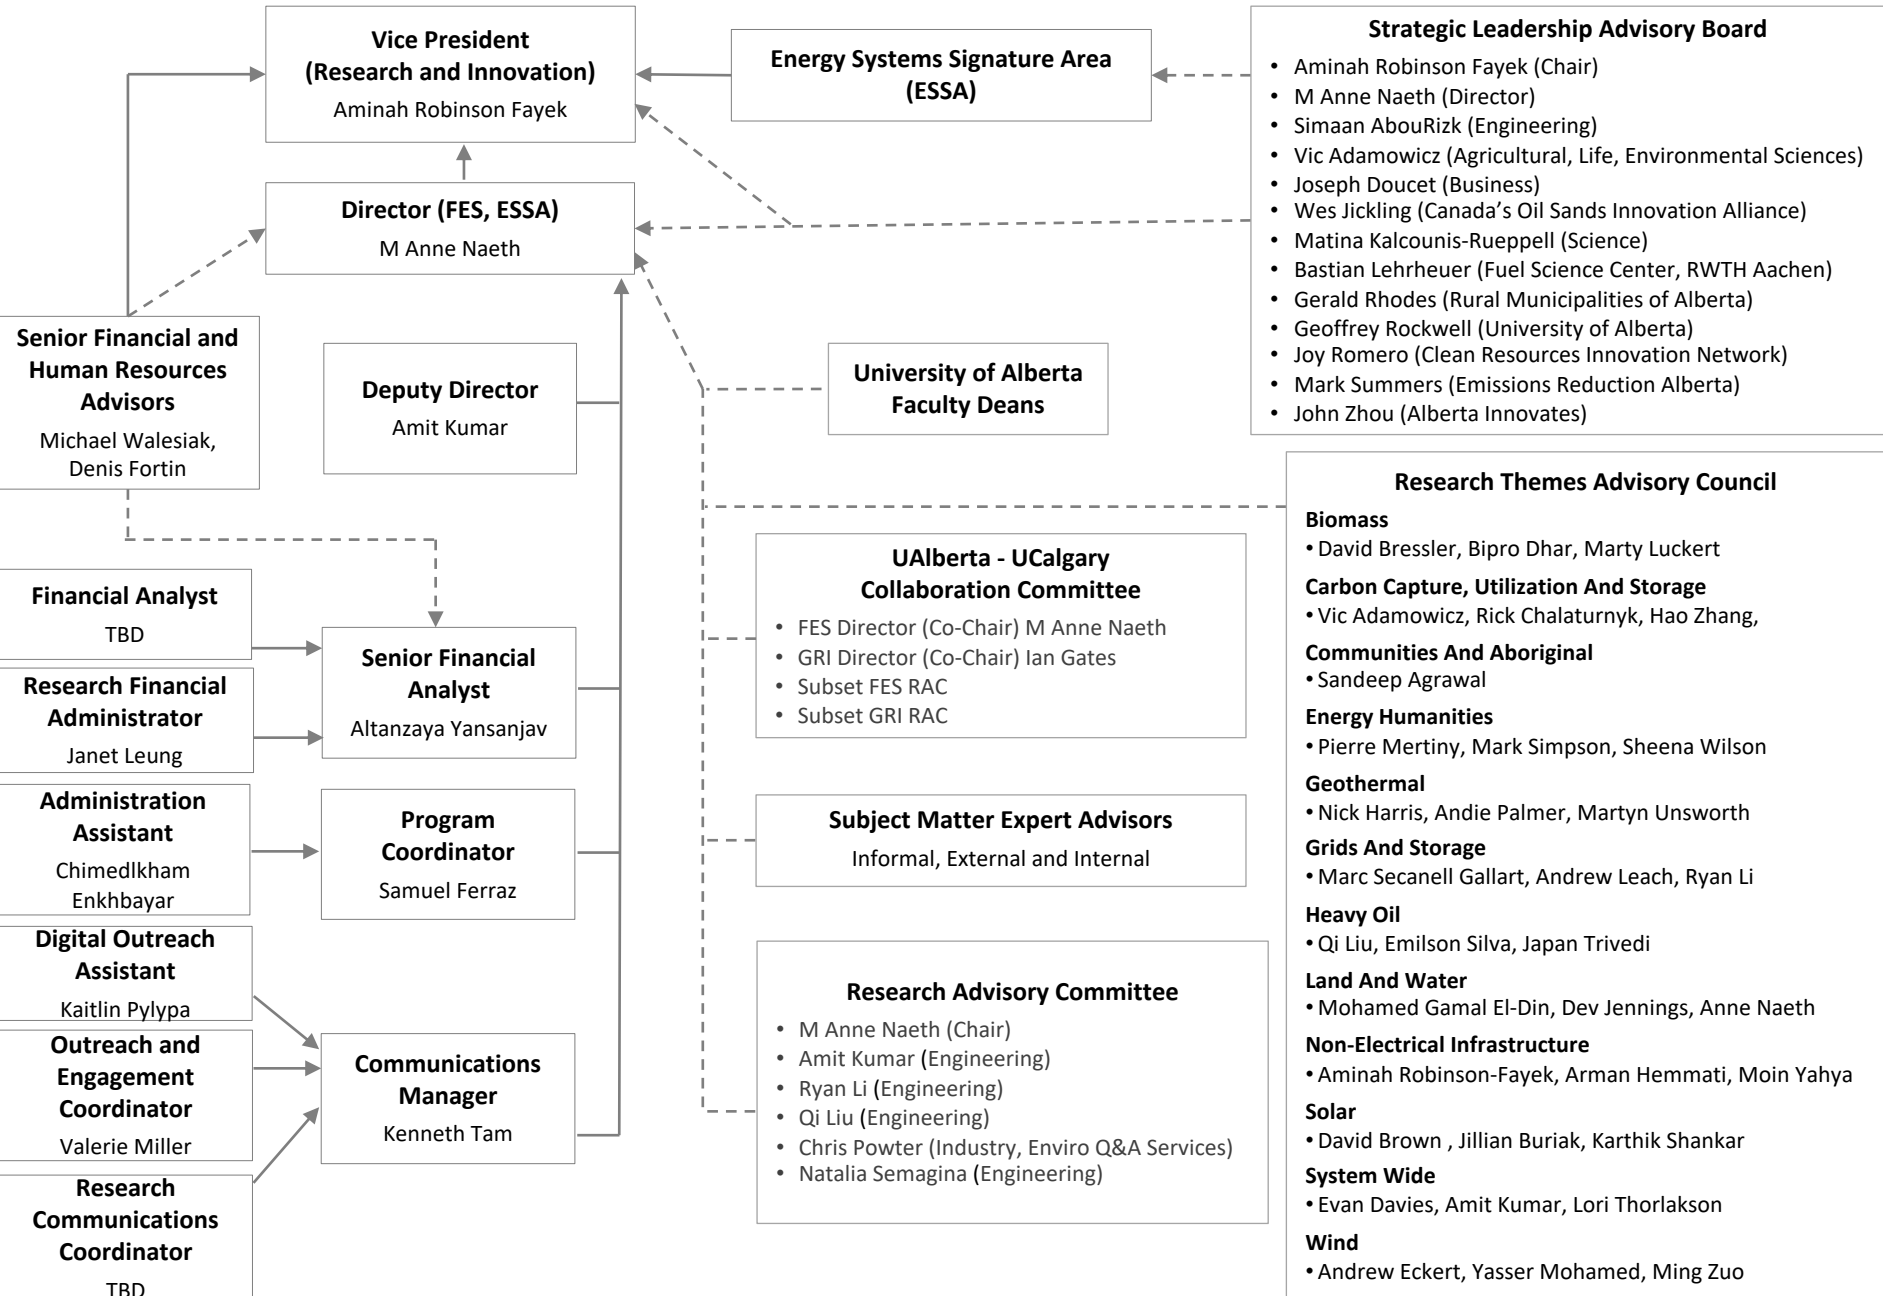 Vice President
(Research and Innovation)
Aminah Robinson Fayek
Energy Systems Signature Area
(ESSA)
Strategic Leadership Advisory Board
• Aminah Robinson Fayek (Chair)
• M Anne Naeth (Director)
• Simaan AbouRizk (Engineering)
• Vic Adamowicz (Agricultural, Life, Environmental Sciences)
• Joseph Doucet (Business)
• Wes Jickling (Canada’s Oil Sands Innovation Alliance)
• Matina Kalcounis-Rueppell (Science)
• Bastian Lehrheuer (Fuel Science Center, RWTH Aachen)
• Gerald Rhodes (Rural Municipalities of Alberta)
• Geoffrey Rockwell (University of Alberta)
• Joy Romero (Clean Resources Innovation Network)
• Mark Summers (Emissions Reduction Alberta)
• John Zhou (Alberta Innovates)
Director (FES, ESSA)
M Anne Naeth
Senior Financial and
Human Resources
Advisors
Michael Walesiak,
Denis Fortin
Deputy Director
Amit Kumar
University of Alberta
Faculty Deans
Financial Analyst
TBD
Research Financial
Administrator
Janet Leung
Senior Financial
Analyst
Altanzaya Yansanjav
Administration
Assistant
Chimedlkham
Enkhbayar
Program
Coordinator
Samuel Ferraz
Digital Outreach
Assistant
Kaitlin Pylypa
Outreach and
Engagement
Coordinator
Valerie Miller
Research
Communications
Coordinator
TBD
Communications
Manager
Kenneth Tam
UAlberta - UCalgary
Collaboration Committee
• FES Director (Co-Chair) M Anne Naeth
• GRI Director (Co-Chair) Ian Gates
• Subset FES RAC
• Subset GRI RAC
Subject Matter Expert Advisors
Informal, External and Internal
Research Advisory Committee
• M Anne Naeth (Chair)
• Amit Kumar (Engineering)
• Ryan Li (Engineering)
• Qi Liu (Engineering)
• Chris Powter (Industry, Enviro Q&A Services)
• Natalia Semagina (Engineering)
Research Themes Advisory Council
Biomass
• David Bressler, Bipro Dhar, Marty Luckert
Carbon Capture, Utilization And Storage
• Vic Adamowicz, Rick Chalaturnyk, Hao Zhang,
Communities And Aboriginal
• Sandeep Agrawal
Energy Humanities
• Pierre Mertiny, Mark Simpson, Sheena Wilson
Geothermal
• Nick Harris, Andie Palmer, Martyn Unsworth
Grids And Storage
• Marc Secanell Gallart, Andrew Leach, Ryan Li
Heavy Oil
• Qi Liu, Emilson Silva, Japan Trivedi
Land And Water
• Mohamed Gamal El-Din, Dev Jennings, Anne Naeth
Non-Electrical Infrastructure
• Aminah Robinson-Fayek, Arman Hemmati, Moin Yahya
Solar
• David Brown , Jillian Buriak, Karthik Shankar
System Wide
• Evan Davies, Amit Kumar, Lori Thorlakson
Wind
• Andrew Eckert, Yasser Mohamed, Ming Zuo